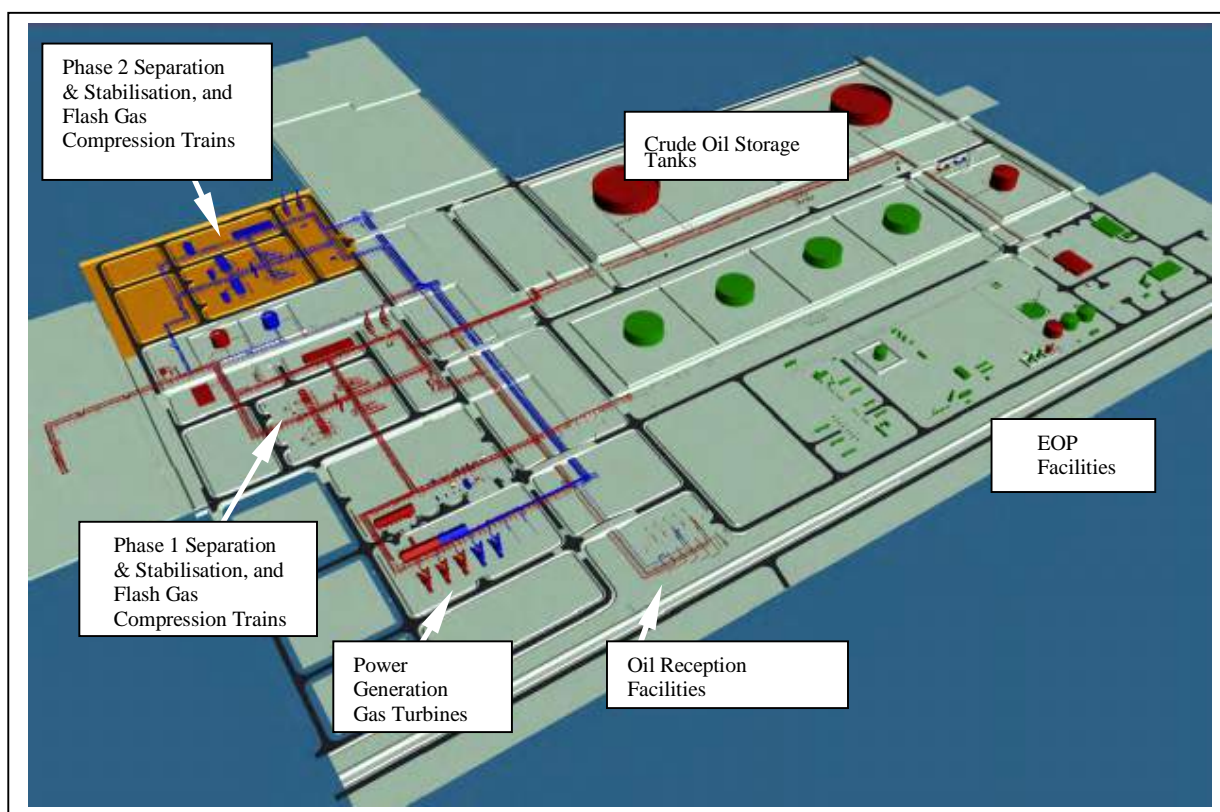 Phase 2 Separation
& Stabilisation, and
Flash Gas
Compression Trains
Crude Oil Storage
Tanks
EOP
Facilities
Phase 1 Separation
& Stabilisation, and
Flash Gas
Compression Trains
Power
Generation
Gas Turbines
Oil Reception
Facilities